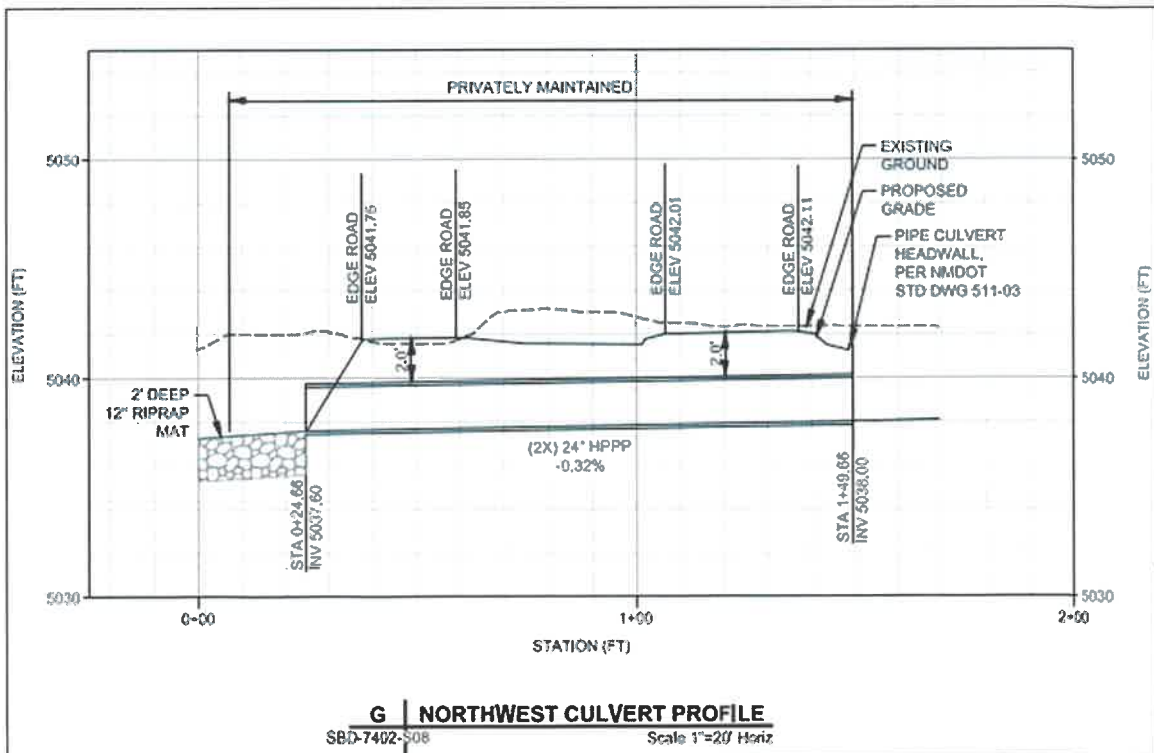 PRIVATELY MAINTAINED
5050
5050
EXISTING
GROUND
PROPOSED
GRADE
PIPE CULVERT
HEADWALL,
PER NMDOT
STD DWG 511-03
EDGE ROAD
ELEV 5041.76
EDGE ROAD
ELEV 5041.85
EDGE ROAD
ELEV 5042.01
EDGE ROAD
ELEV 5042.11
ELEVATION (FT)
ELEVATION (FT)
2.0'
2.0'
5040
5040
2' DEEP
12" RIPRAP
MAT
(2X) 24" HPPP
-0.32%
STA 0+24.66
INV 5037.60
STA 1+49.66
INV 5038.00
5030
5030
0+00
1+00
2+00
STATION (FT)
G NORTHWEST CULVERT PROFILE
SBD-7402-S08 Scale 1"=20' Horiz